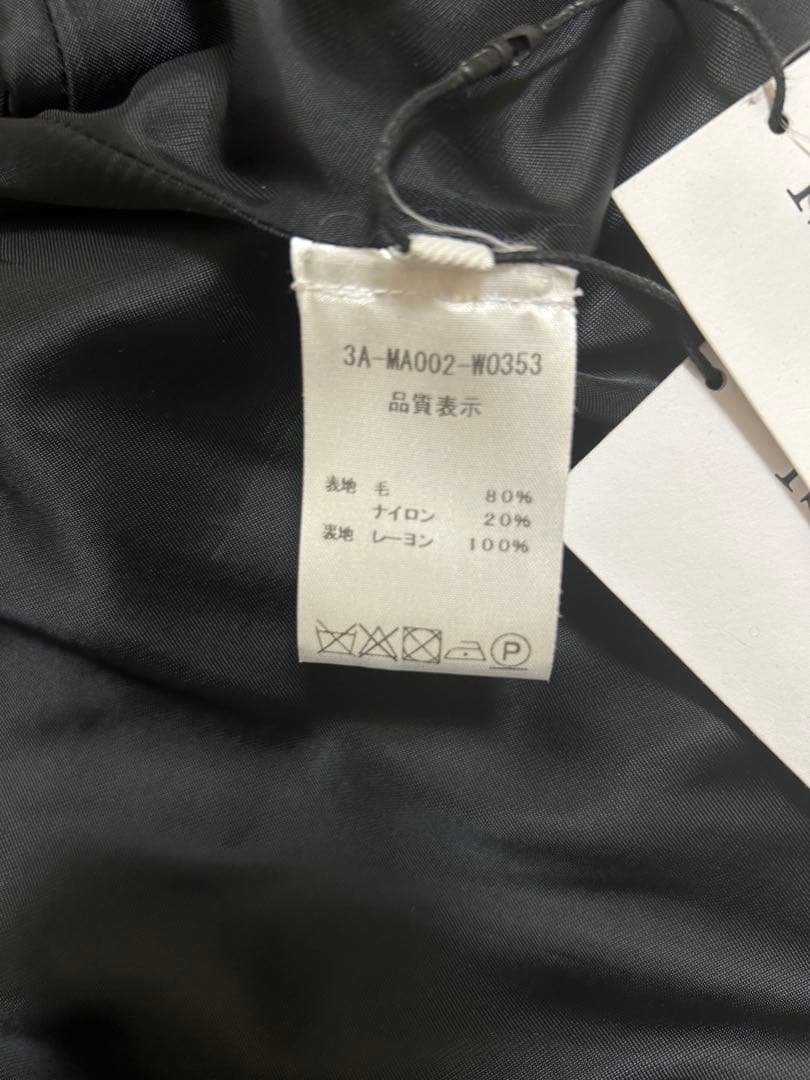 3A-MA002-W0353
品質表示
表地 毛 80%
ナイロン 20%
裏地 レーヨン 100%
P